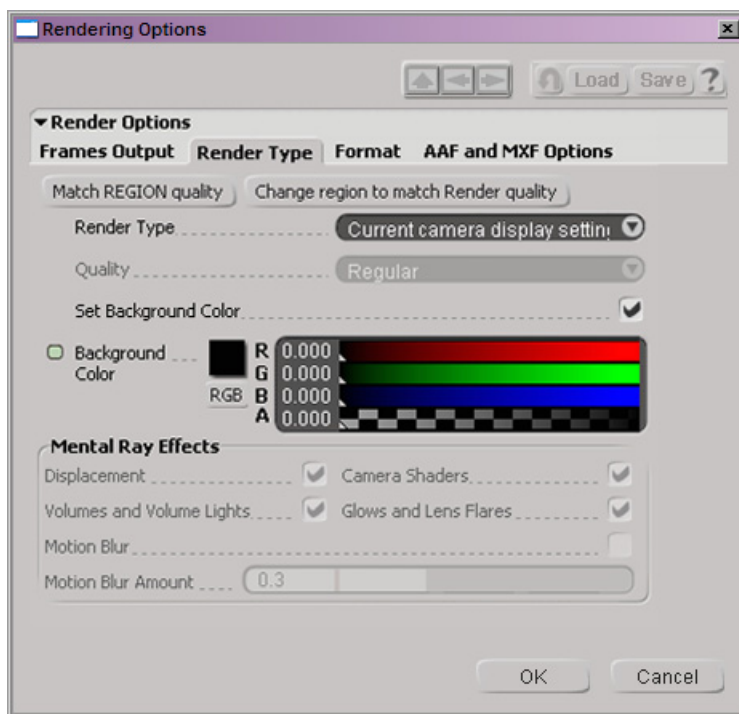 Rendering Options
Load Save ?
Render Options
Frames Output Render Type Format AAF and MXF Options
Match REGION quality Change region to match Render quality
Render Type Current camera display settin
Quality Regular
Set Background Color
Background Color
RGB
R 0.000
G 0.000
B 0.000
A 0.000
Mental Ray Effects
Displacement Camera Shaders
Volumes and Volume Lights Glows and Lens Flares
Motion Blur
Motion Blur Amount 0.3
OK Cancel